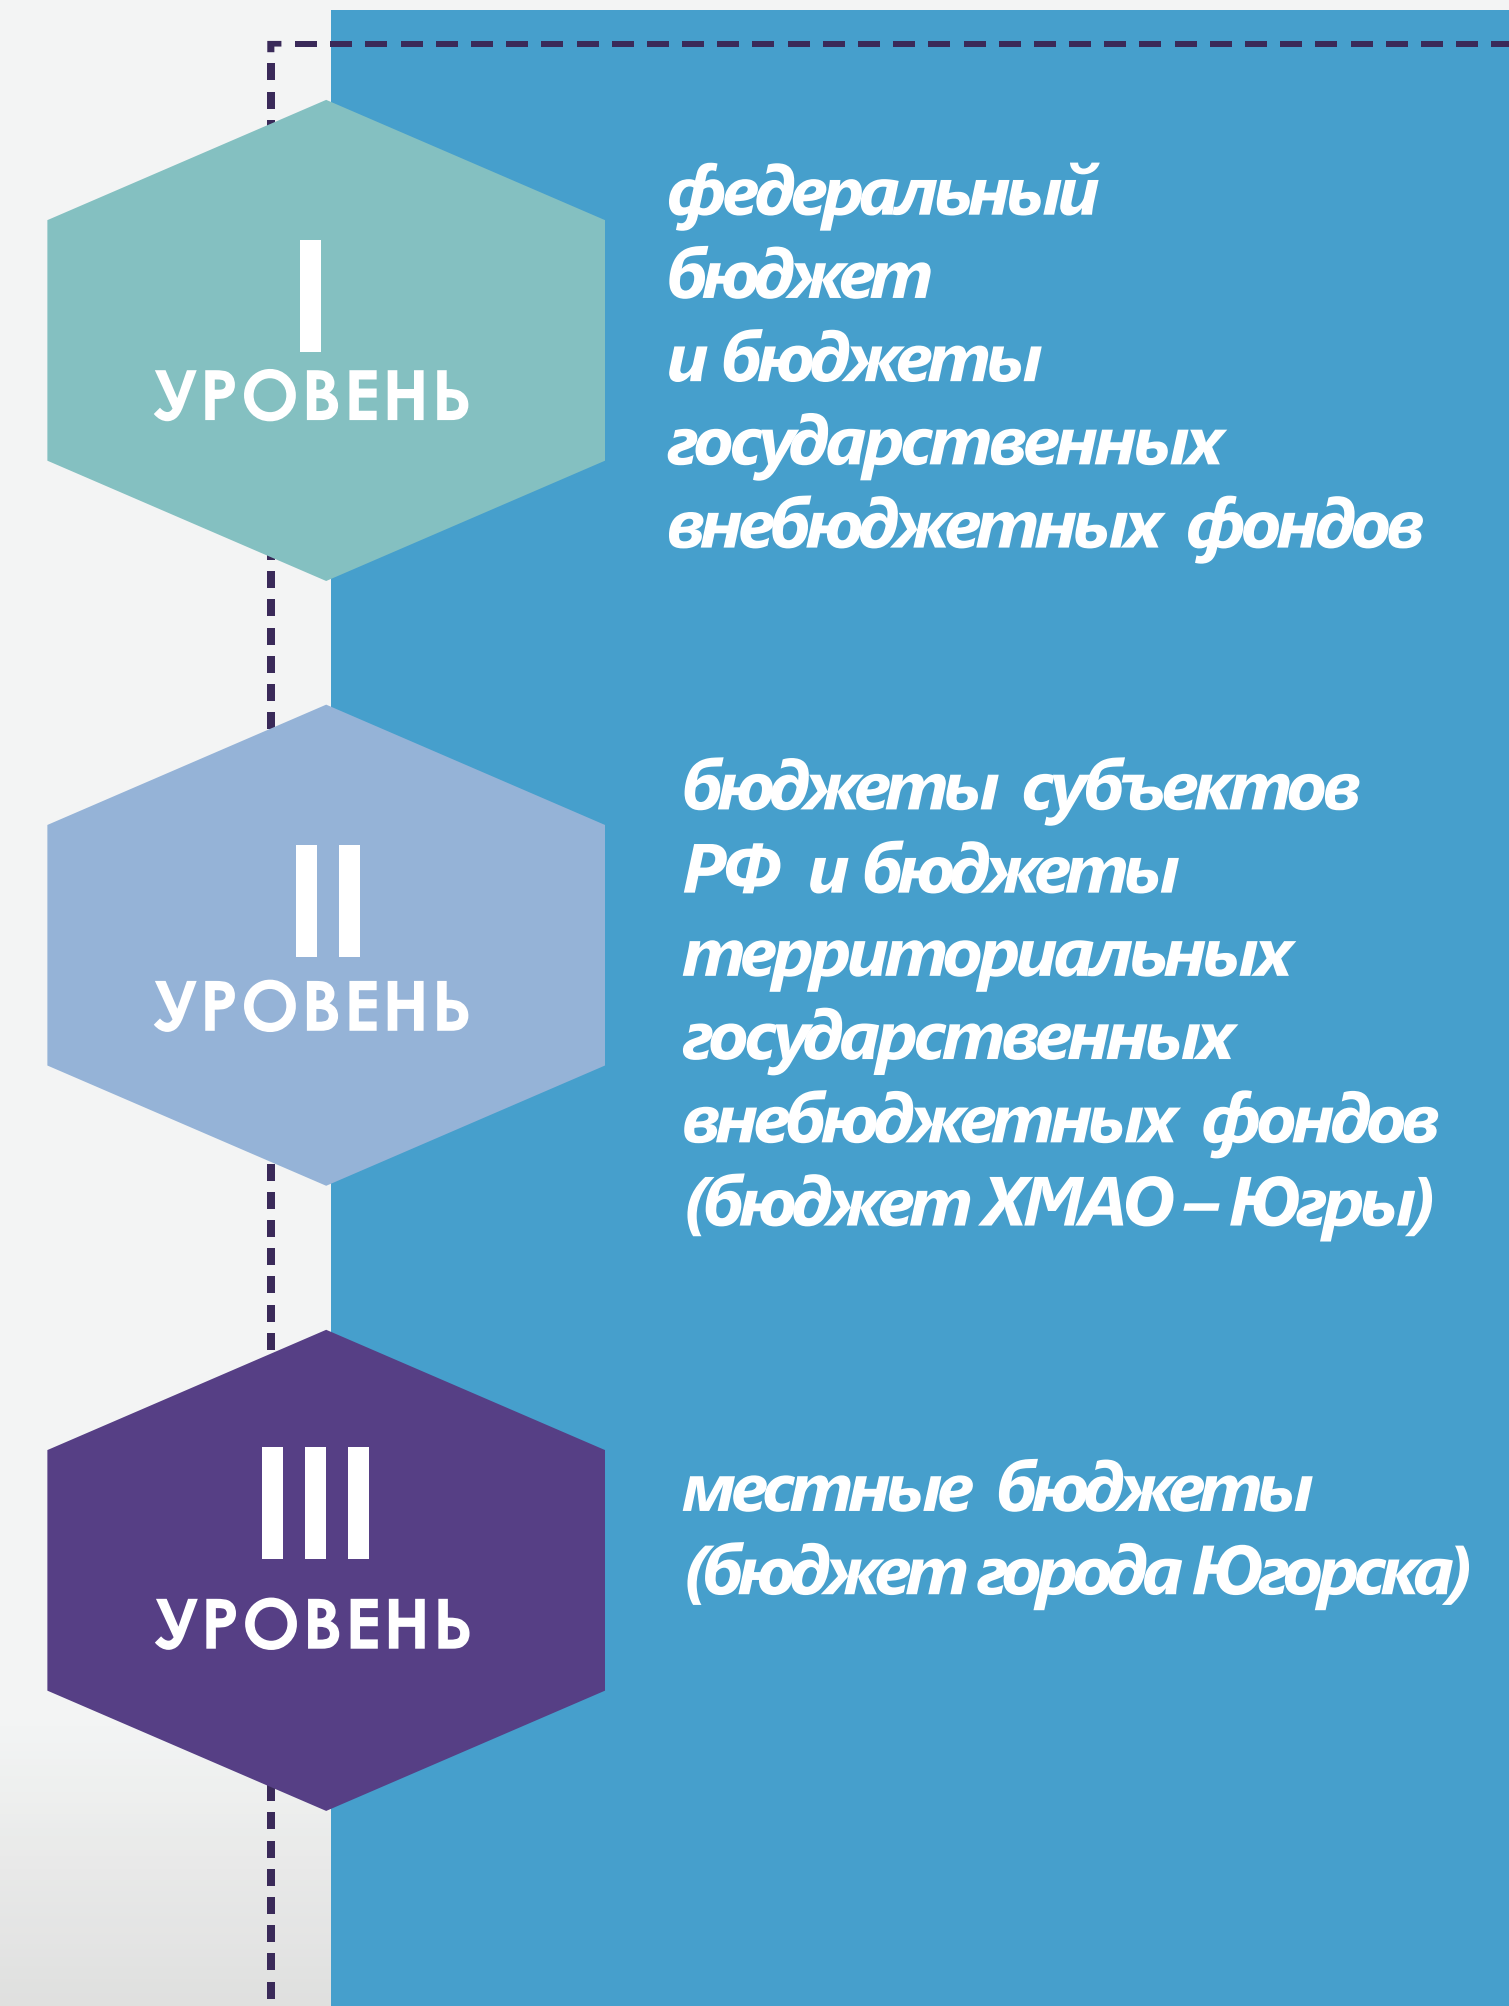 I
УРОВЕНЬ
федеральный
бюджет
и бюджеты
государственных
внебюджетных фондов
II
УРОВЕНЬ
бюджеты субъектов
РФ и бюджеты
территориальных
государственных
внебюджетных фондов
(бюджет ХМАО – Югры)
III
УРОВЕНЬ
местные бюджеты
(бюджет города Югорска)